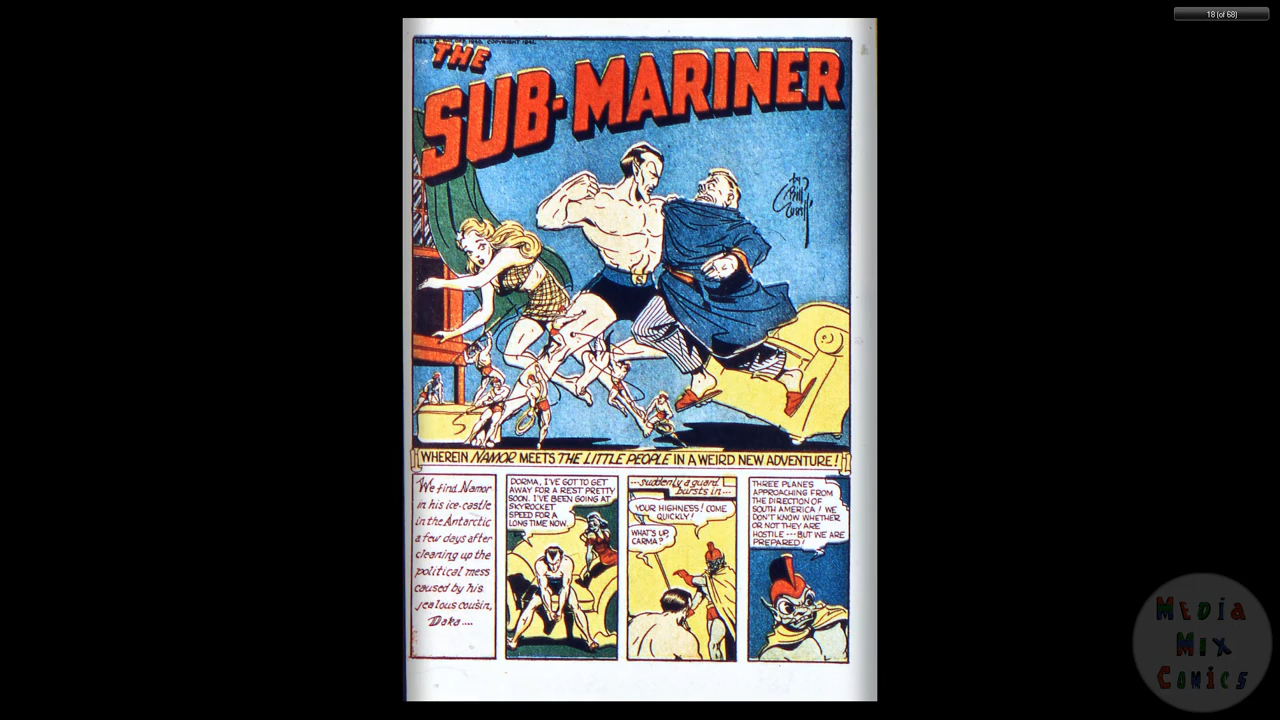 18 (of 68)
THE
SUB-MARINER
by
Bill
WHEREIN NAMOR MEETS THE LITTLE PEOPLE IN A WEIRD NEW ADVENTURE!
We find Namor
in his ice-castle
in the Antarctic
a few days after
cleaning up the
political mess
caused by his
jealous cousin,
Daka....
DORMA, I'VE GOT TO GET
AWAY FOR A REST PRETTY
SOON. I'VE BEEN GOING AT
SKYROCKET
SPEED FOR A
LONG TIME NOW.
...suddenly a guard
bursts in...
YOUR HIGHNESS! COME
QUICKLY!
WHAT'S UP,
CARMA?
THREE PLANES
APPROACHING FROM
THE DIRECTION OF
SOUTH AMERICA! WE
DON'T KNOW WHETHER
OR NOT THEY ARE
HOSTILE---BUT WE ARE
PREPARED!
MEDIA
MIX
COMICS